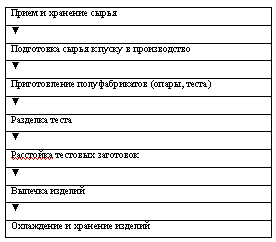 Прием и хранение сырья
▼
Подготовка сырья к пуску в производство
▼
Приготовление полуфабрикатов (опары, теста)
▼
Разделка теста
▼
Расстойка тестовых заготовок
▼
Выпечка изделий
▼
Охлаждение и хранение изделий